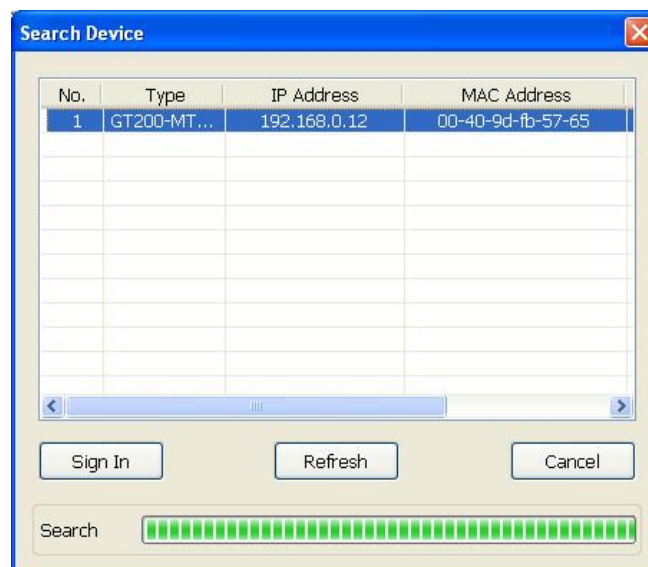 Search Device
No. Type IP Address MAC Address
1 GT200-MT... 192.168.0.12 00-40-9d-fb-57-65
Sign In Refresh Cancel
Search